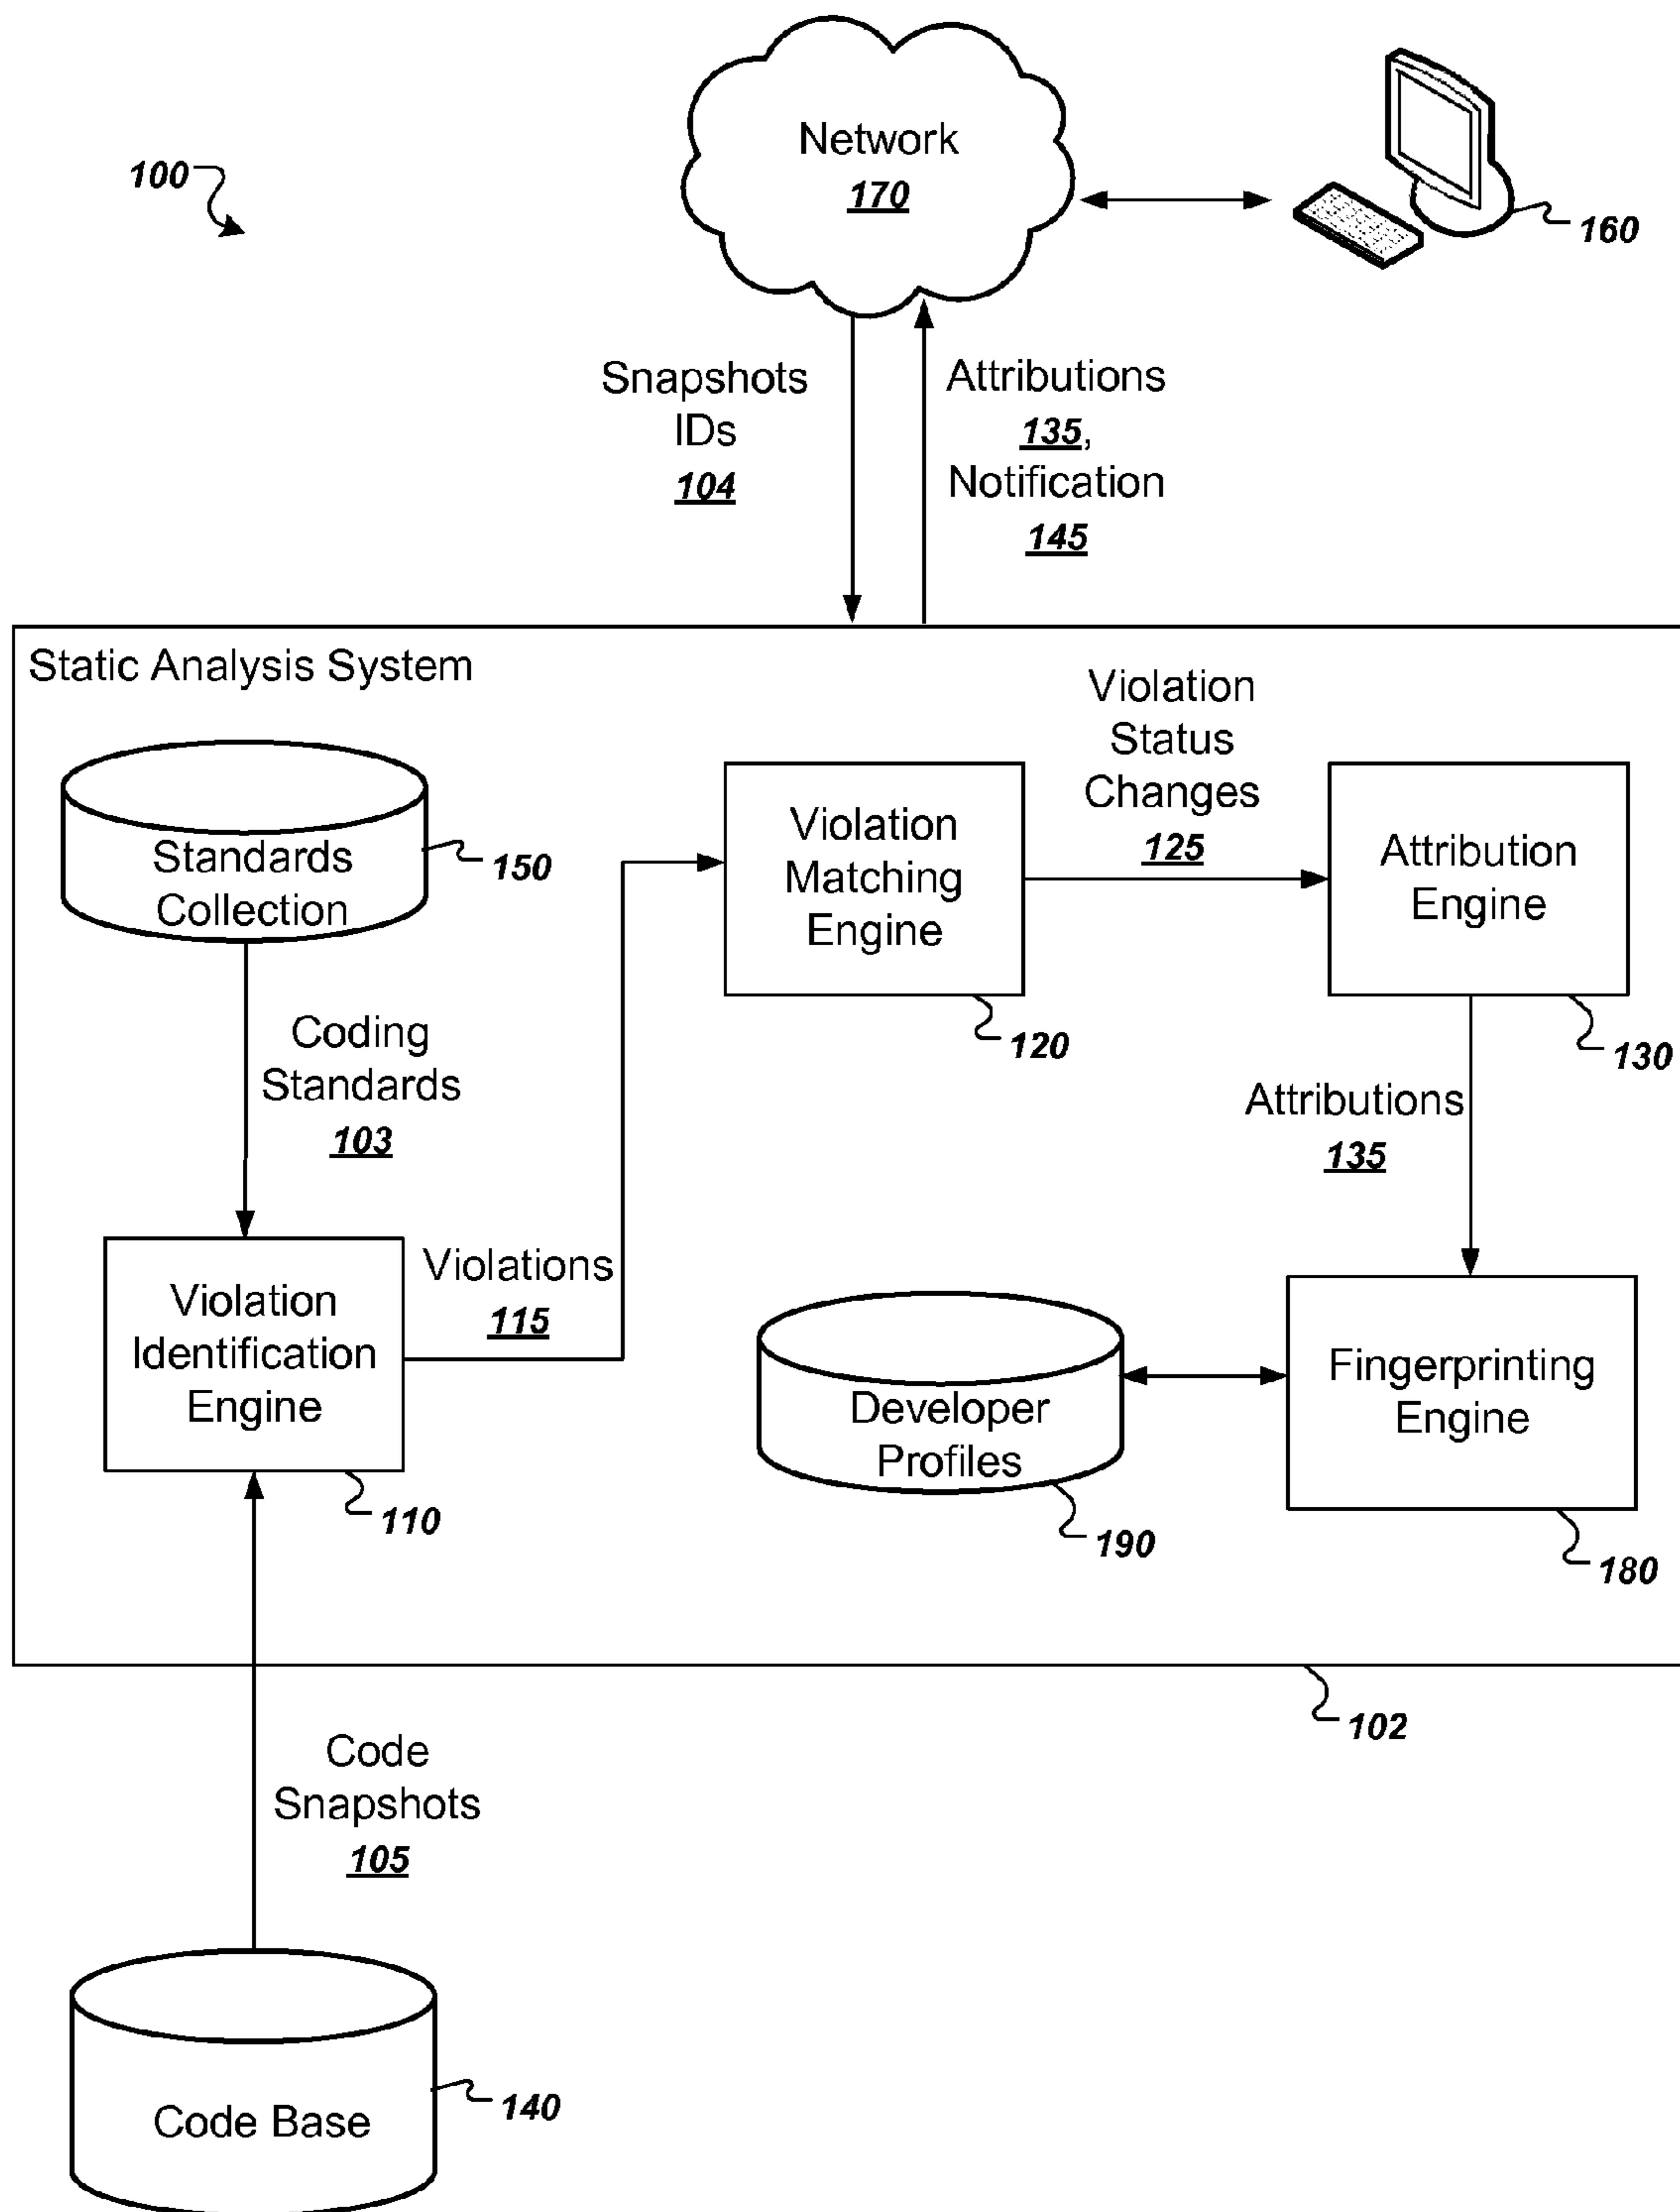 Network
170
100
160
Snapshots
IDs
104
Attributions
135,
Notification
145
Static Analysis System
Standards
Collection
150
Violation
Matching
Engine
120
Violation
Status
Changes
125
Attribution
Engine
130
Coding
Standards
103
Attributions
135
Violation
Identification
Engine
110
Violations
115
Developer
Profiles
190
Fingerprinting
Engine
180
102
Code
Snapshots
105
Code Base
140